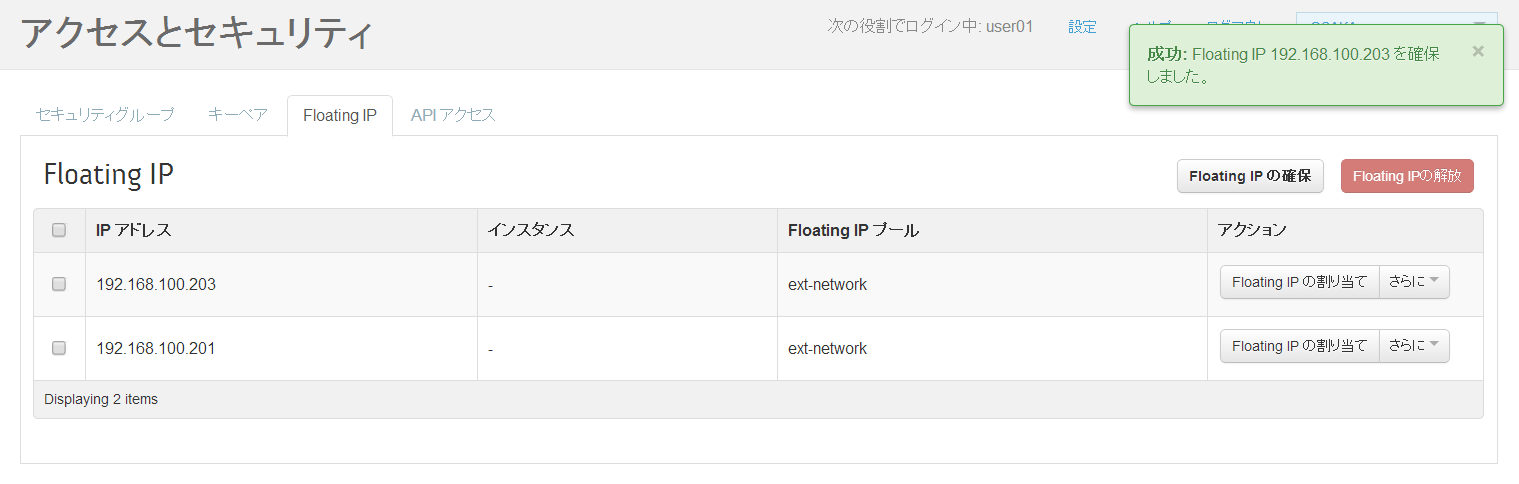 アクセスとセキュリティ
次の役割でログイン中: user01
設定
成功: Floating IP 192.168.100.203 を確保
しました。
×
セキュリティグループ
キーペア
Floating IP
API アクセス
Floating IP
Floating IP の確保
Floating IPの解放
IP アドレス
インスタンス
Floating IP プール
アクション
192.168.100.203
-
ext-network
Floating IP の割り当て
さらに
192.168.100.201
-
ext-network
Floating IP の割り当て
さらに
Displaying 2 items